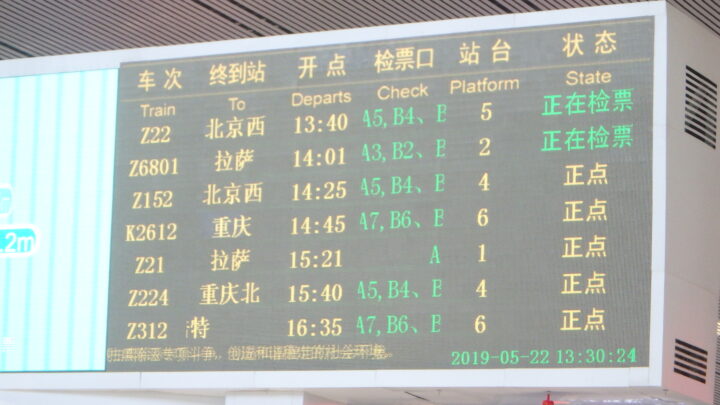 车次 终到站 开点 检票口 站台 状态
Train To Departs Check Platform State
Z22 北京西 13:40 A5,B4、B 5 正在检票
Z6801 拉萨 14:01 A3,B2、B 2 正在检票
Z152 北京西 14:25 A5,B4、B 4 正点
K2612 重庆 14:45 A7,B6、B 6 正点
Z21 拉萨 15:21 A 1 正点
Z224 重庆北 15:40 A5,B4、B 4 正点
Z312 特 16:35 A7,B6、B 6 正点
2019-05-22 13:30:24
.2m